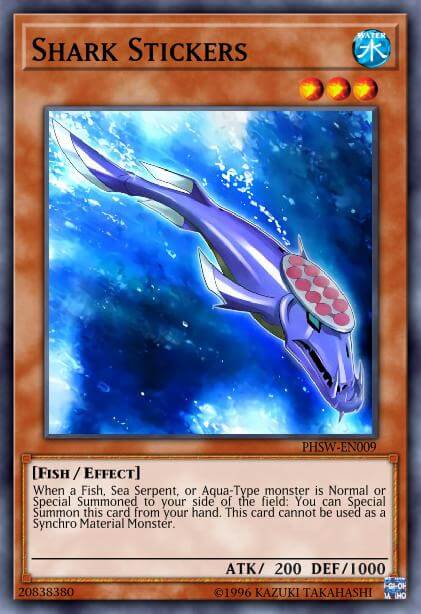 Shark Stickers
WATER
水
PHSW-EN009
[Fish / Effect]
When a Fish, Sea Serpent, or Aqua-Type monster is Normal or
Special Summoned to your side of the field: You can Special
Summon this card from your hand. This card cannot be used as a
Synchro Material Monster.
ATK/ 200 DEF/1000
20838380
©1996 KAZUKI TAKAHASHI